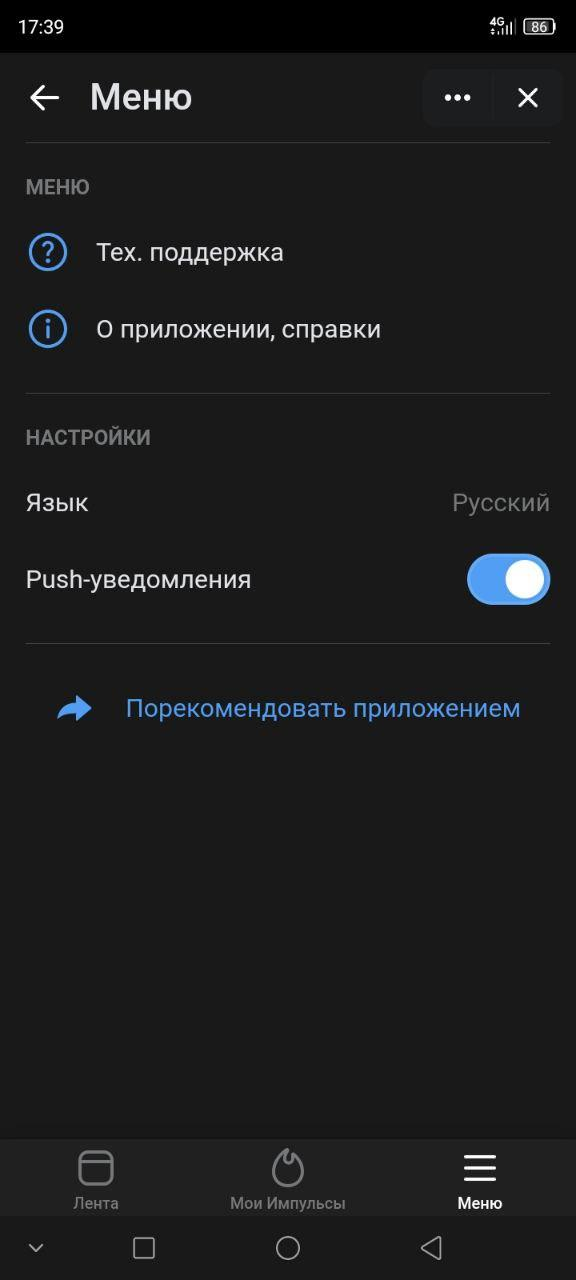 17:39
4G
86
Меню
МЕНЮ
Тех. поддержка
О приложении, справки
НАСТРОЙКИ
Язык
Русский
Push-уведомления
Порекомендовать приложением
Лента
Мои Импульсы
Меню